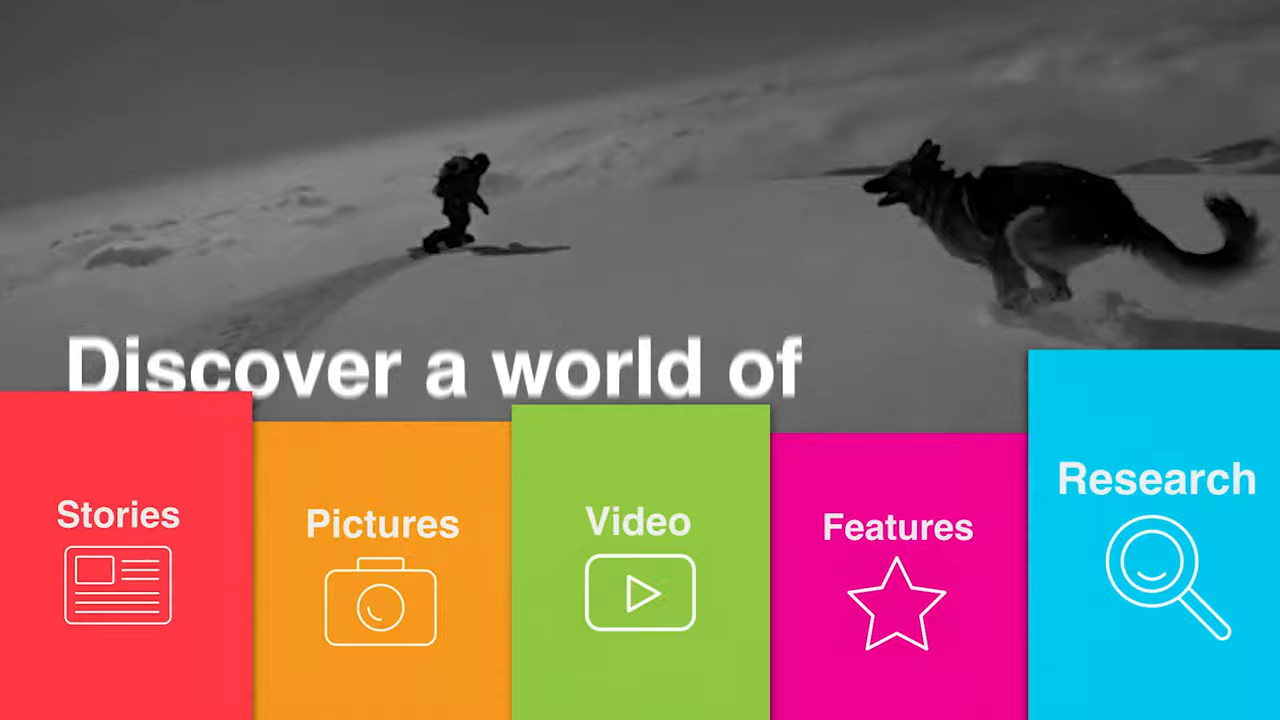 Discover a world of
Stories
Pictures
Video
Features
Research